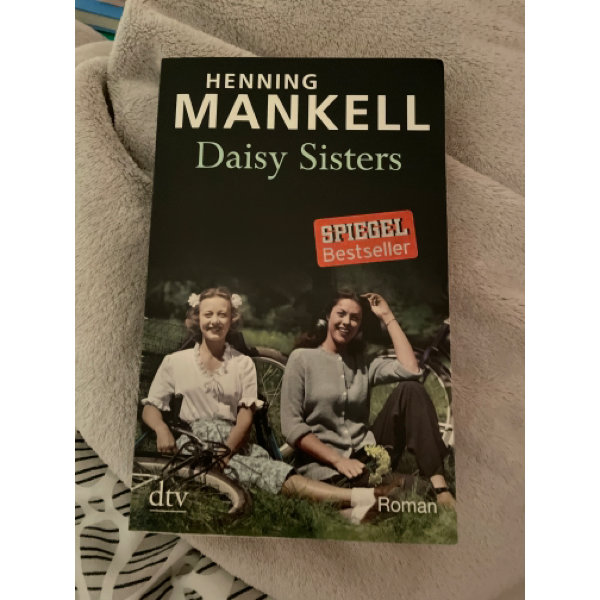 HENNING
MANKELL
Daisy Sisters
SPIEGEL
Bestseller
dtv
Roman